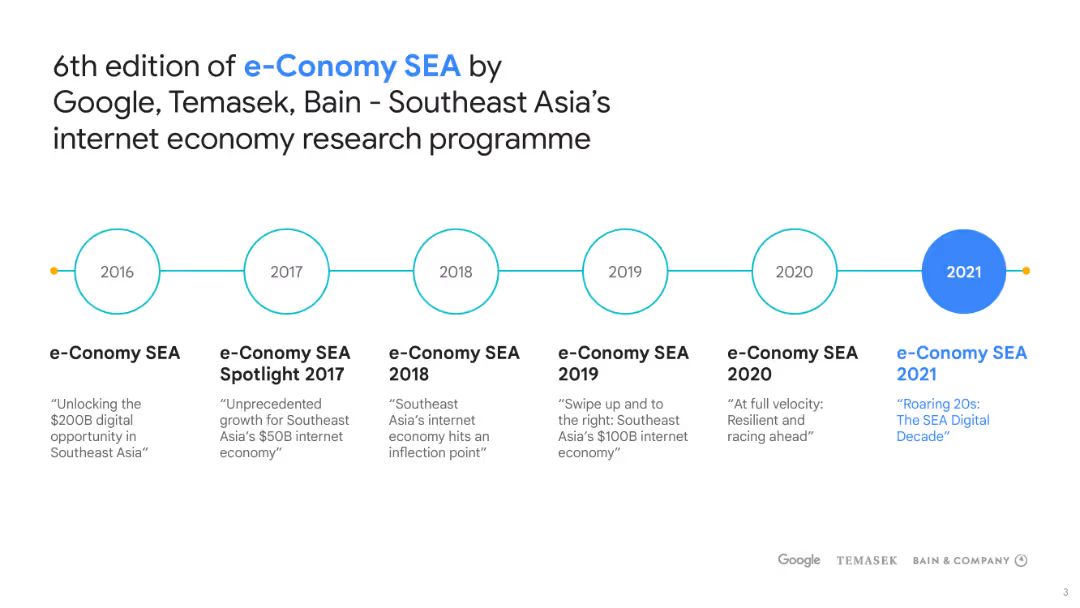 6th edition of e-Conomy SEA by
Google, Temasek, Bain - Southeast Asia’s
internet economy research programme
2016
2017
2018
2019
2020
2021
e-Conomy SEA
“Unlocking the
$200B digital
opportunity in
Southeast Asia”
e-Conomy SEA
Spotlight 2017
“Unprecedented
growth for Southeast
Asia’s $50B internet
economy”
e-Conomy SEA
2018
“Southeast
Asia’s internet
economy hits an
inflection point”
e-Conomy SEA
2019
“Swipe up and to
the right: Southeast
Asia’s $100B internet
economy”
e-Conomy SEA
2020
“At full velocity:
Resilient and
racing ahead”
e-Conomy SEA
2021
“Roaring 20s:
The SEA Digital
Decade”
Google TEMASEK BAIN & COMPANY
3